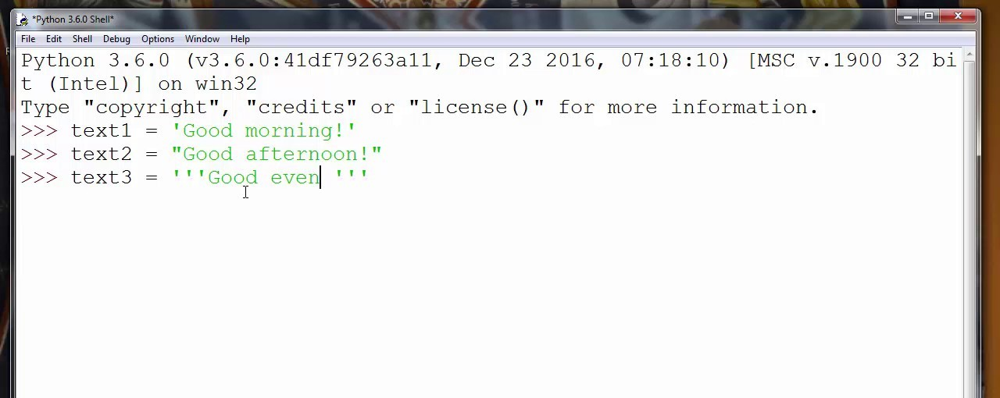 *Python 3.6.0 Shell*
File Edit Shell Debug Options Window Help
Python 3.6.0 (v3.6.0:41df79263a11, Dec 23 2016, 07:18:10) [MSC v.1900 32 bi
t (Intel)] on win32
Type "copyright", "credits" or "license()" for more information.
>>> text1 = 'Good morning!'
>>> text2 = "Good afternoon!"
>>> text3 = '''Good even '''